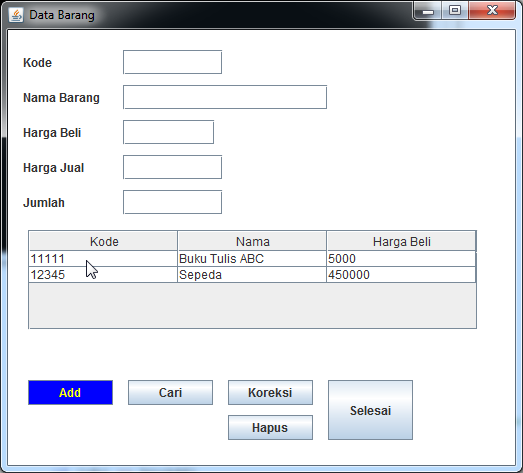 Data Barang
Kode
Nama Barang
Harga Beli
Harga Jual
Jumlah
Kode Nama Harga Beli
11111 Buku Tulis ABC 5000
12345 Sepeda 450000
Add Cari Koreksi Selesai
Hapus